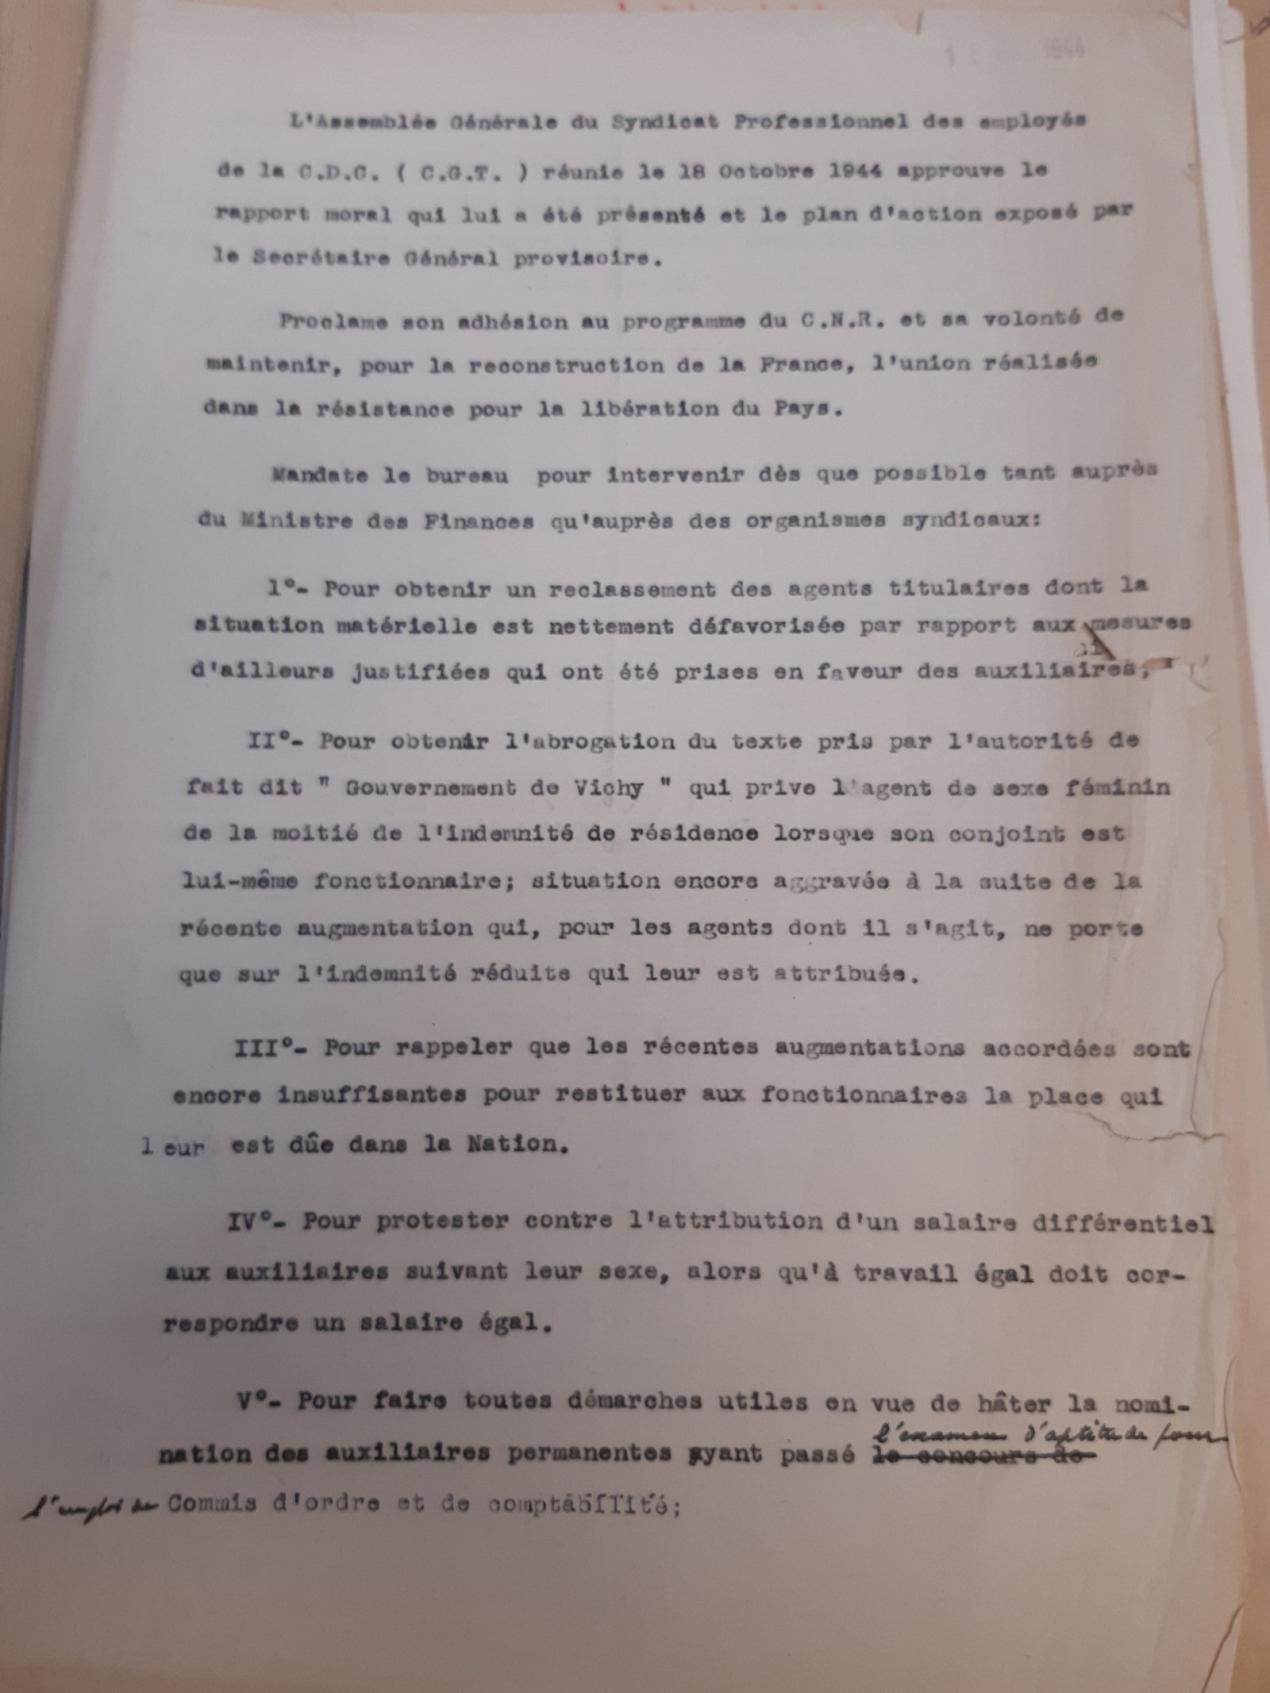 1944
L'Assemblée Générale du Syndicat Professionnel des employés
de la C.D.C. ( C.G.T. ) réunie le 18 Octobre 1944 approuve le
rapport moral qui lui a été présenté et le plan d'action exposé par
le Secrétaire Général provisoire.
Proclame son adhésion au programme du C.N.R. et sa volonté de
maintenir, pour la reconstruction de la France, l'union réalisée
dans la résistance pour la libération du Pays.
Mandate le bureau pour intervenir dès que possible tant auprès
du Ministre des Finances qu'auprès des organismes syndicaux:
1°- Pour obtenir un reclassement des agents titulaires dont la
situation matérielle est nettement défavorisée par rapport aux mesures
d'ailleurs justifiées qui ont été prises en faveur des auxiliaires;
II°- Pour obtenir l'abrogation du texte pris par l'autorité de
fait dit " Gouvernement de Vichy " qui prive l'agent de sexe féminin
de la moitié de l'indemnité de résidence lorsque son conjoint est
lui-même fonctionnaire; situation encore aggravée à la suite de la
récente augmentation qui, pour les agents dont il s'agit, ne porte
que sur l'indemnité réduite qui leur est attribuée.
III°- Pour rappeler que les récentes augmentations accordées sont
encore insuffisantes pour restituer aux fonctionnaires la place qui
leur est dûe dans la Nation.
IV°- Pour protester contre l'attribution d'un salaire différentiel
aux auxiliaires suivant leur sexe, alors qu'à travail égal doit cor-
respondre un salaire égal.
V°- Pour faire toutes démarches utiles en vue de hâter la nomi-
l'examen d'aptitude pour
nation des auxiliaires permanentes ayant passé le concours de
l'emploi de Commis d'ordre et de comptabilité;